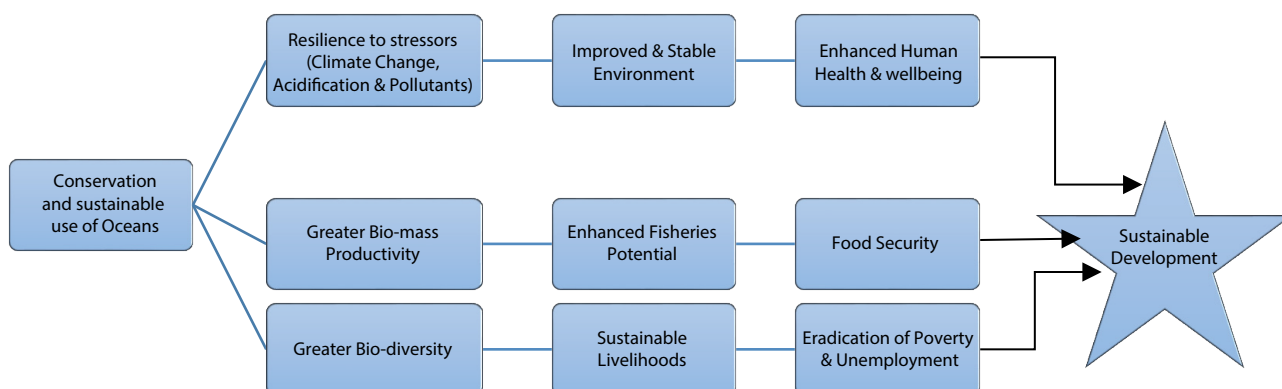 Conservation
and sustainable
use of Oceans
Resilience to stressors
(Climate Change,
Acidification & Pollutants)
Improved & Stable
Environment
Enhanced Human
Health & wellbeing
Greater Bio-mass
Productivity
Enhanced Fisheries
Potential
Food Security
Greater Bio-diversity
Sustainable
Livelihoods
Eradication of Poverty
& Unemployment
Sustainable
Development